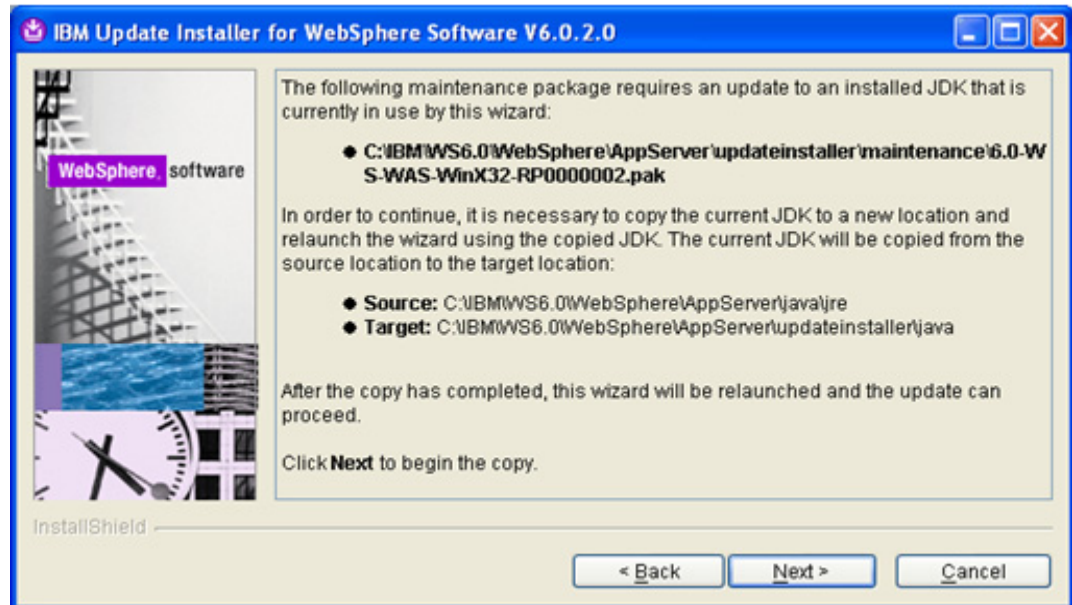 IBM Update Installer for WebSphere Software V6.0.2.0
The following maintenance package requires an update to an installed JDK that is
currently in use by this wizard:
C:\IBM\WS6.0\WebSphere\AppServer\updateinstaller\maintenance\6.0-W
S-WAS-WinX32-RP0000002.pak
WebSphere. software
In order to continue, it is necessary to copy the current JDK to a new location and
relaunch the wizard using the copied JDK. The current JDK will be copied from the
source location to the target location:
Source: C:\IBM\WS6.0\WebSphere\AppServer\java\jre
Target: C:\IBM\WS6.0\WebSphere\AppServer\updateinstaller\java
After the copy has completed, this wizard will be relaunched and the update can
proceed.
Click Next to begin the copy.
InstallShield
< Back
Next >
Cancel